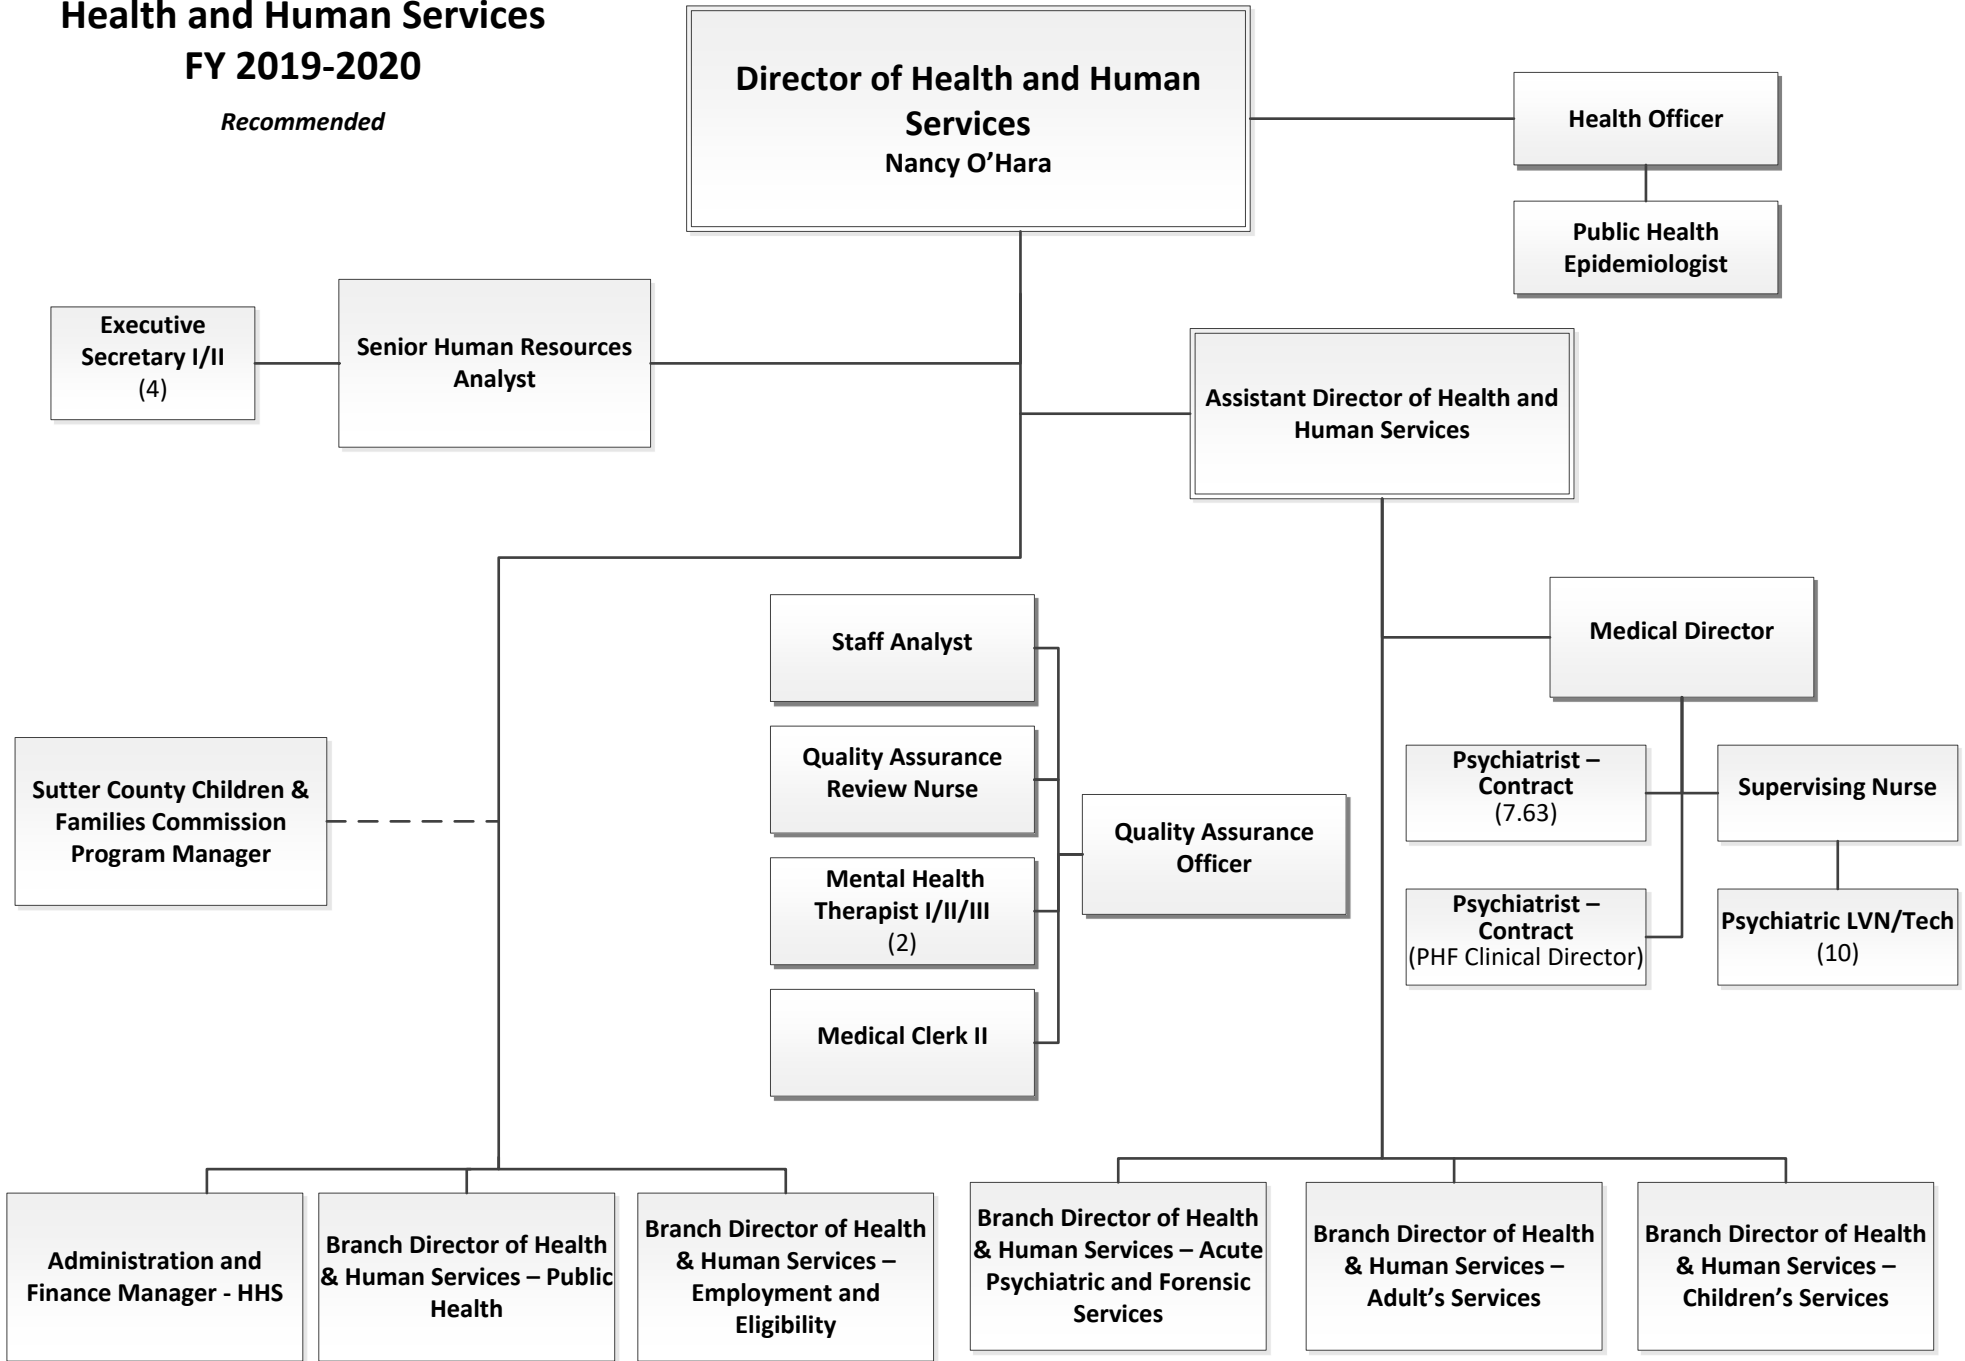 Health and Human Services
FY 2019-2020
Recommended
Director of Health and Human
Services
Nancy O’Hara
Health Officer
Public Health
Epidemiologist
Executive
Secretary I/II
(4)
Senior Human Resources
Analyst
Assistant Director of Health and
Human Services
Staff Analyst
Quality Assurance
Review Nurse
Mental Health
Therapist I/II/III
(2)
Medical Clerk II
Quality Assurance
Officer
Medical Director
Psychiatrist –
Contract
(7.63)
Supervising Nurse
Psychiatrist –
Contract
(PHF Clinical Director)
Psychiatric LVN/Tech
(10)
Sutter County Children &
Families Commission
Program Manager
Administration and
Finance Manager - HHS
Branch Director of Health
& Human Services – Public
Health
Branch Director of Health
& Human Services –
Employment and
Eligibility
Branch Director of Health
& Human Services – Acute
Psychiatric and Forensic
Services
Branch Director of Health
& Human Services –
Adult’s Services
Branch Director of Health
& Human Services –
Children’s Services